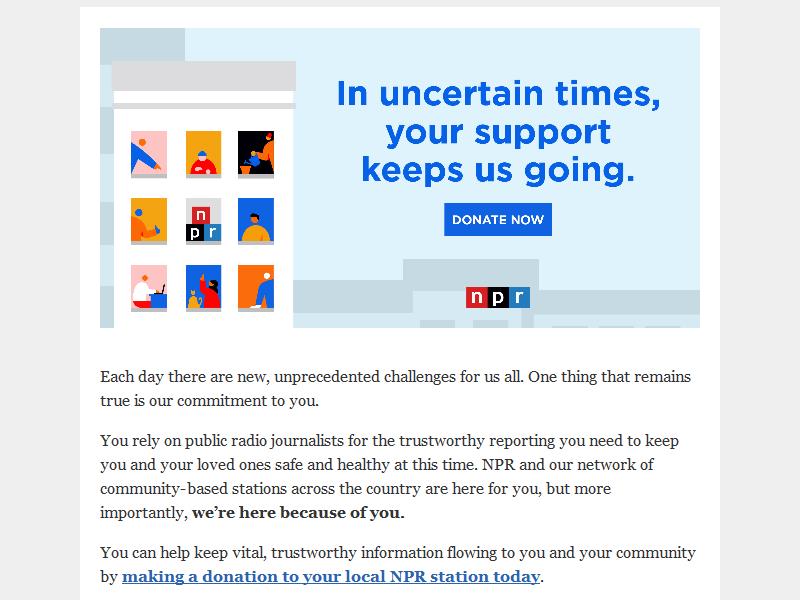 In uncertain times,
your support
keeps us going.
DONATE NOW
n
p r
n p r
Each day there are new, unprecedented challenges for us all. One thing that remains
true is our commitment to you.
You rely on public radio journalists for the trustworthy reporting you need to keep
you and your loved ones safe and healthy at this time. NPR and our network of
community-based stations across the country are here for you, but more
importantly, we’re here because of you.
You can help keep vital, trustworthy information flowing to you and your community
by making a donation to your local NPR station today.